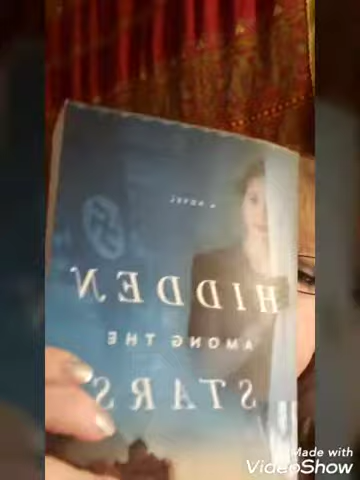 A NOVEL
HIDDEN
AMONG THE
STARS
Made with
VideoShow